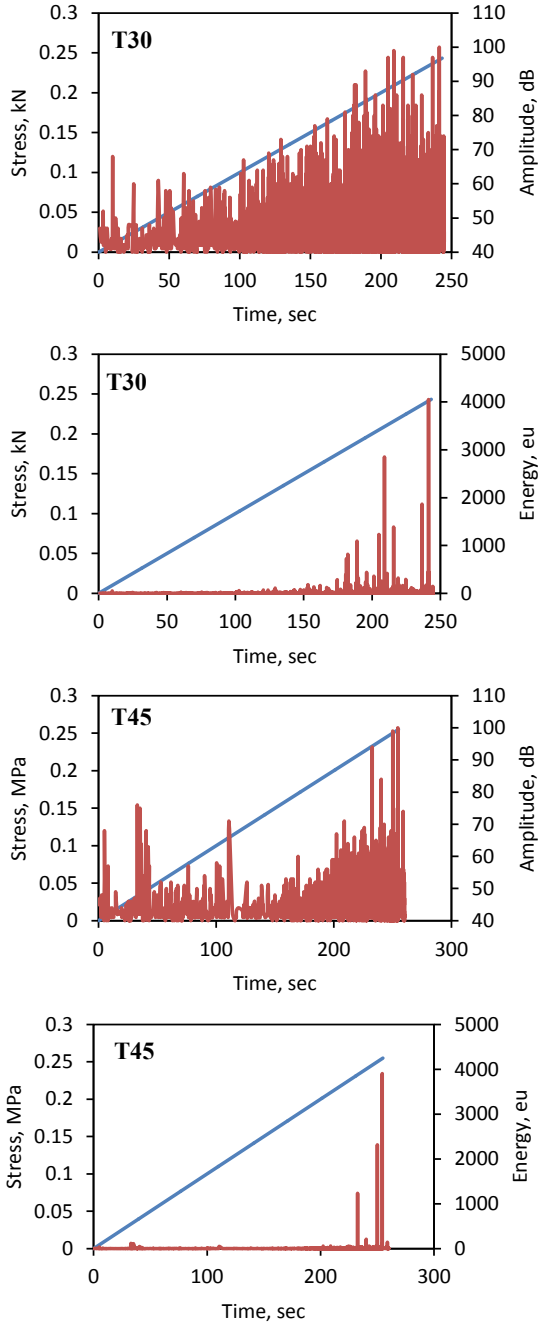 T30
Stress, kN
0.3
0.25
0.2
0.15
0.1
0.05
0
110
100
90
80
70
60
50
40
Amplitude, dB
0 50 100 150 200 250
Time, sec
T30
Stress, kN
0.3
0.25
0.2
0.15
0.1
0.05
0
5000
4000
3000
2000
1000
0
Energy, eu
0 50 100 150 200 250
Time, sec
T45
Stress, MPa
0.3
0.25
0.2
0.15
0.1
0.05
0
110
100
90
80
70
60
50
40
Amplitude, dB
0 100 200 300
Time, sec
T45
Stress, MPa
0.3
0.25
0.2
0.15
0.1
0.05
0
5000
4000
3000
2000
1000
0
Energy, eu
0 100 200 300
Time, sec